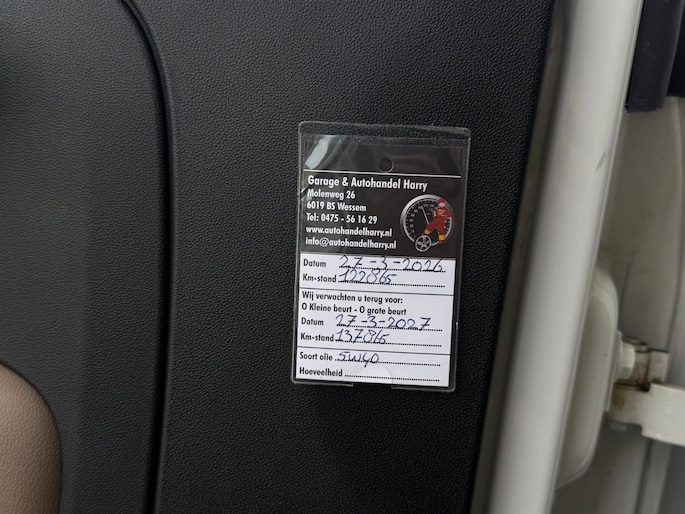 Garage & Autohandel Harry
Molenweg 26
6019 BS Wessem
Tel: 0475 - 56 16 29
www.autohandelharry.nl
info@autohandelharry.nl
Datum 27-3-2026
Km-stand 122865
Wij verwachten u terug voor:
O Kleine beurt - O grote beurt
Datum 27-3-2027
Km-stand 137865
Soort olie 5W40
Hoeveelheid